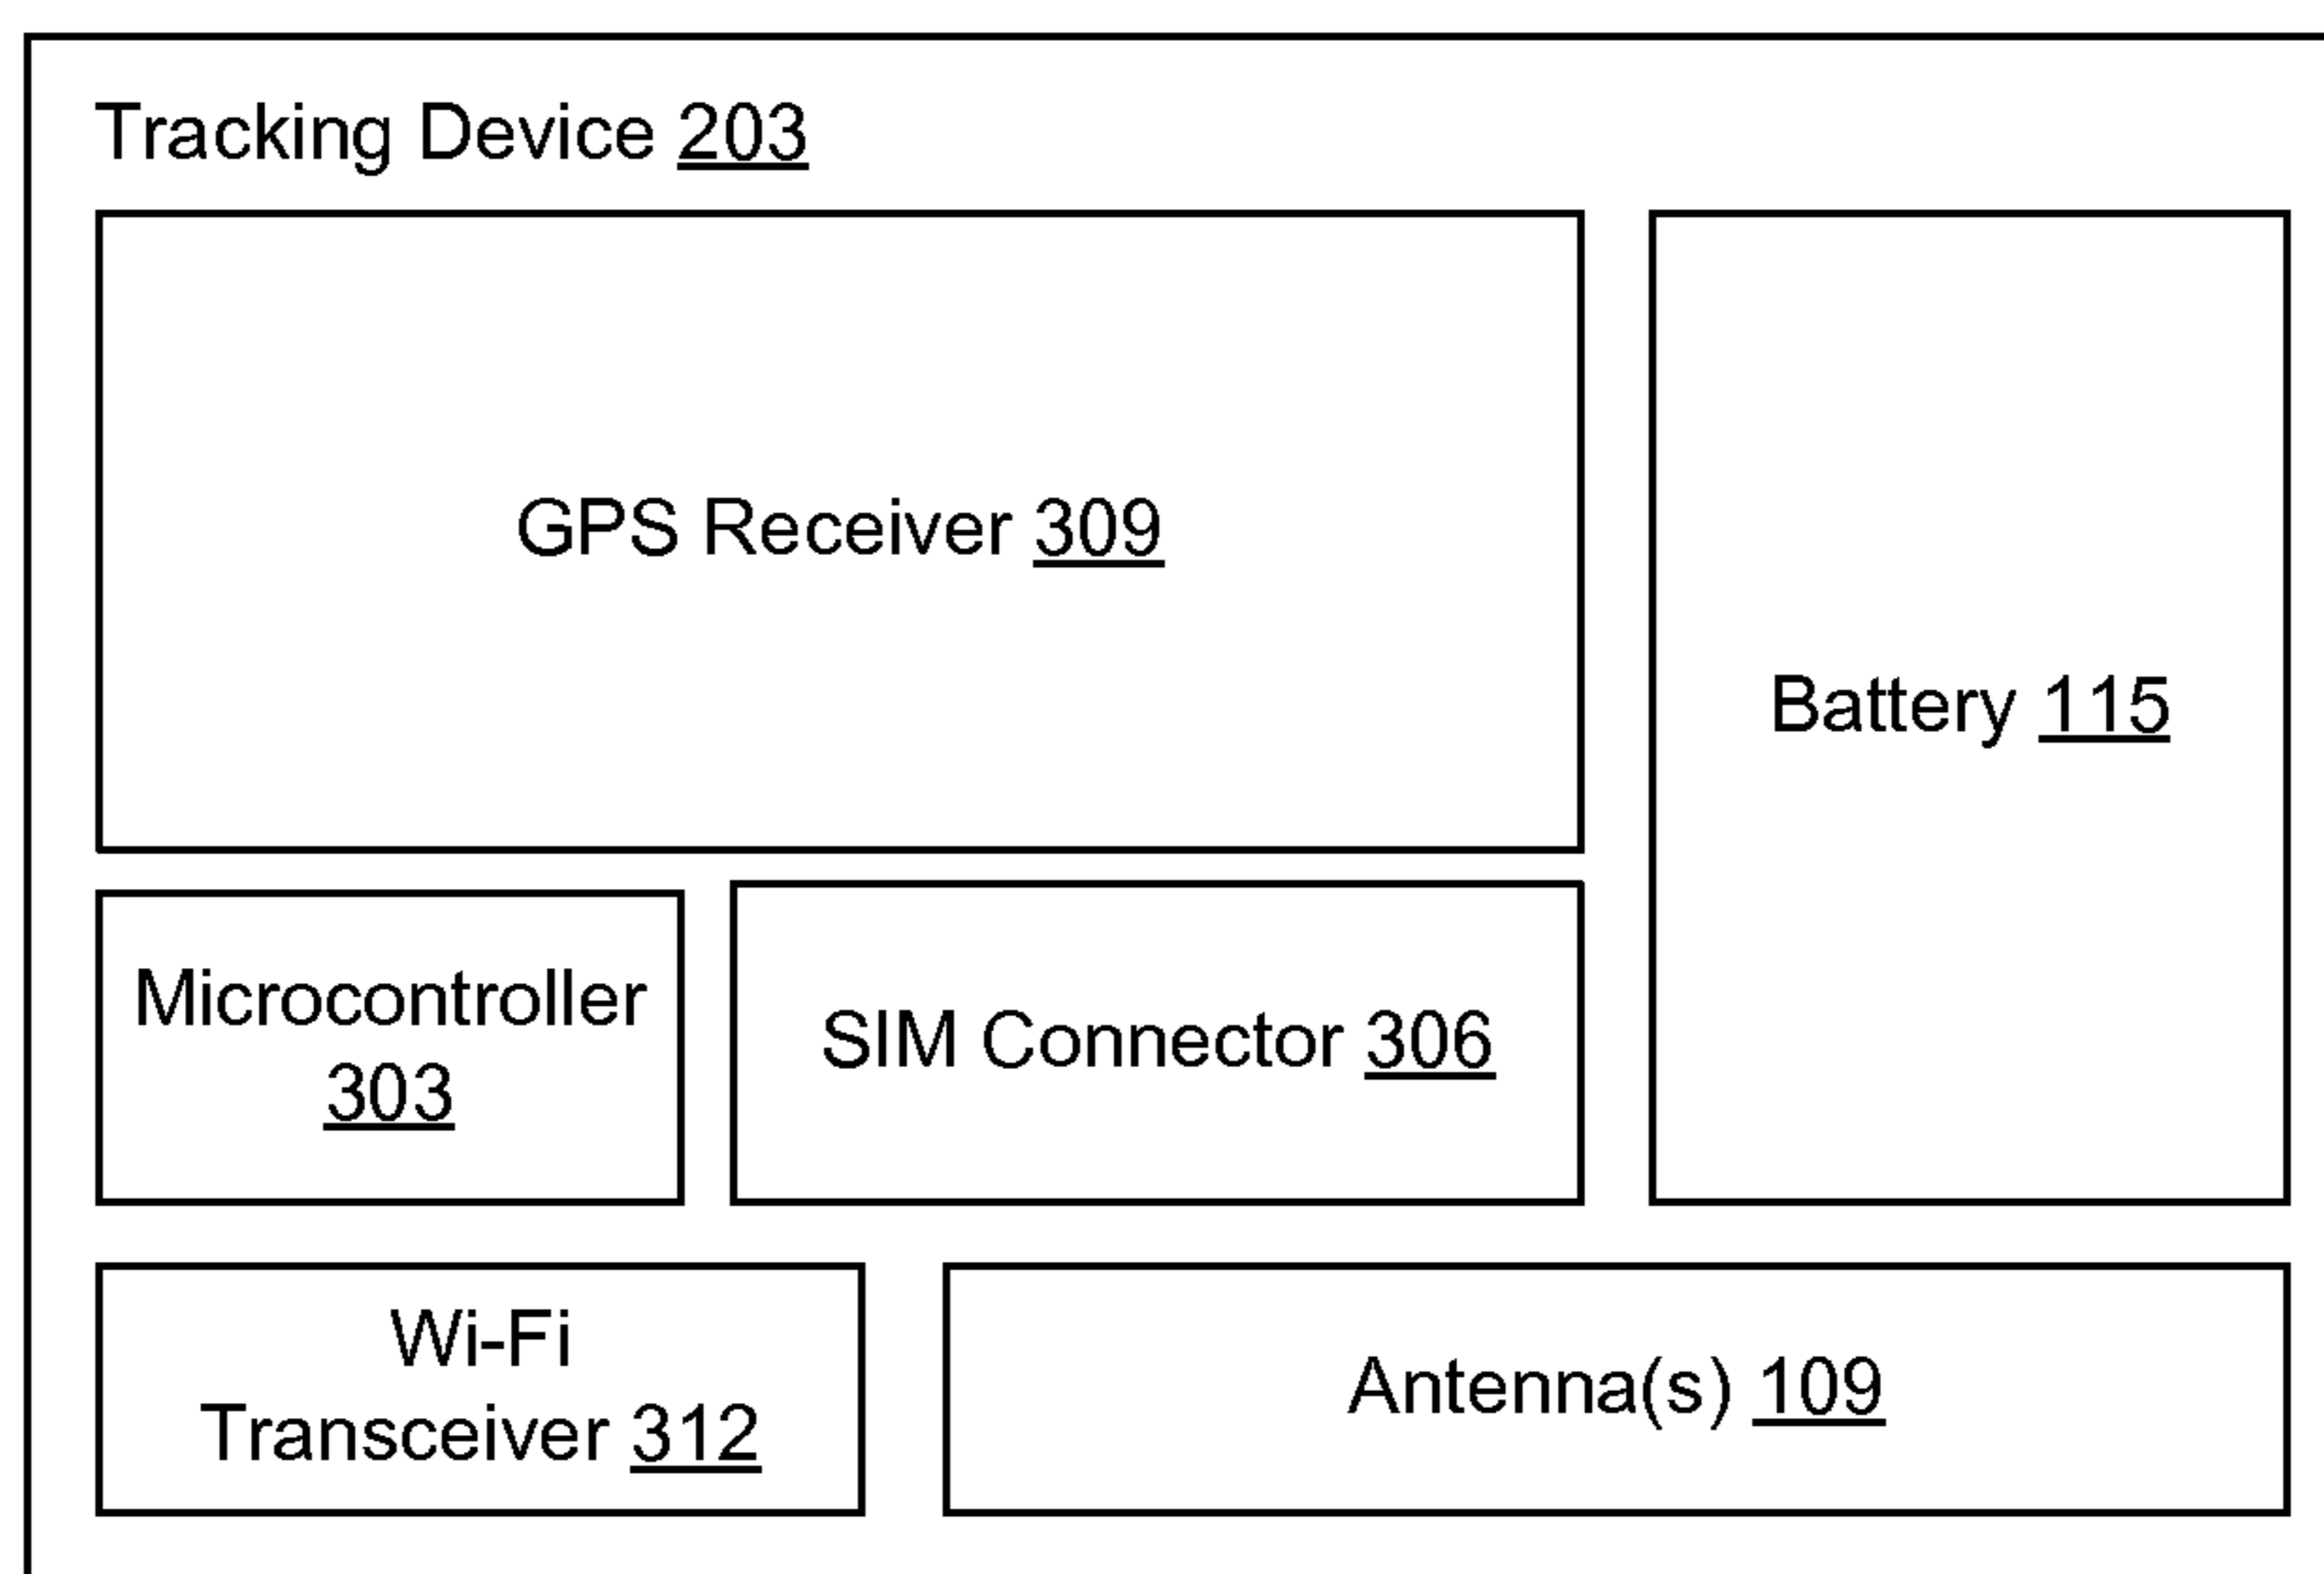 Tracking Device 203
GPS Receiver 309
Battery 115
Microcontroller
303
SIM Connector 306
Wi-Fi
Transceiver 312
Antenna(s) 109